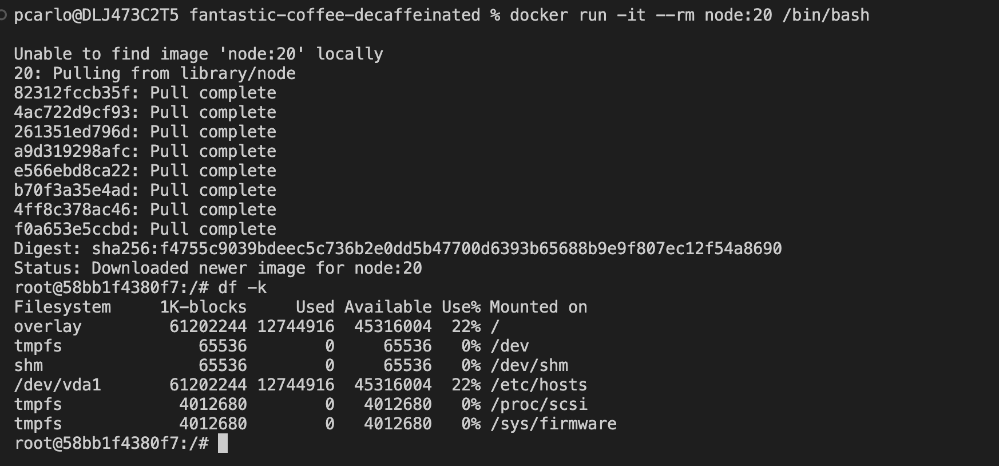 pcarlo@DLJ473C2T5 fantastic-coffee-decaffeinated % docker run -it --rm node:20 /bin/bash
Unable to find image 'node:20' locally
20: Pulling from library/node
82312fccb35f: Pull complete
4ac722d9cf93: Pull complete
261351ed796d: Pull complete
a9d319298afc: Pull complete
e566ebd8ca22: Pull complete
b70f3a35e4ad: Pull complete
4ff8c378ac46: Pull complete
f0a653e5ccbd: Pull complete
Digest: sha256:f4755c9039bdeec5c736b2e0dd5b47700d6393b65688b9e9f807ec12f54a8690
Status: Downloaded newer image for node:20
root@58bb1f4380f7:/# df -k
Filesystem     1K-blocks     Used Available Use% Mounted on
overlay         61202244 12744916  45316004  22% /
tmpfs              65536        0     65536   0% /dev
shm                65536        0     65536   0% /dev/shm
/dev/vda1       61202244 12744916  45316004  22% /etc/hosts
tmpfs            4012680        0   4012680   0% /proc/scsi
tmpfs            4012680        0   4012680   0% /sys/firmware
root@58bb1f4380f7:/#